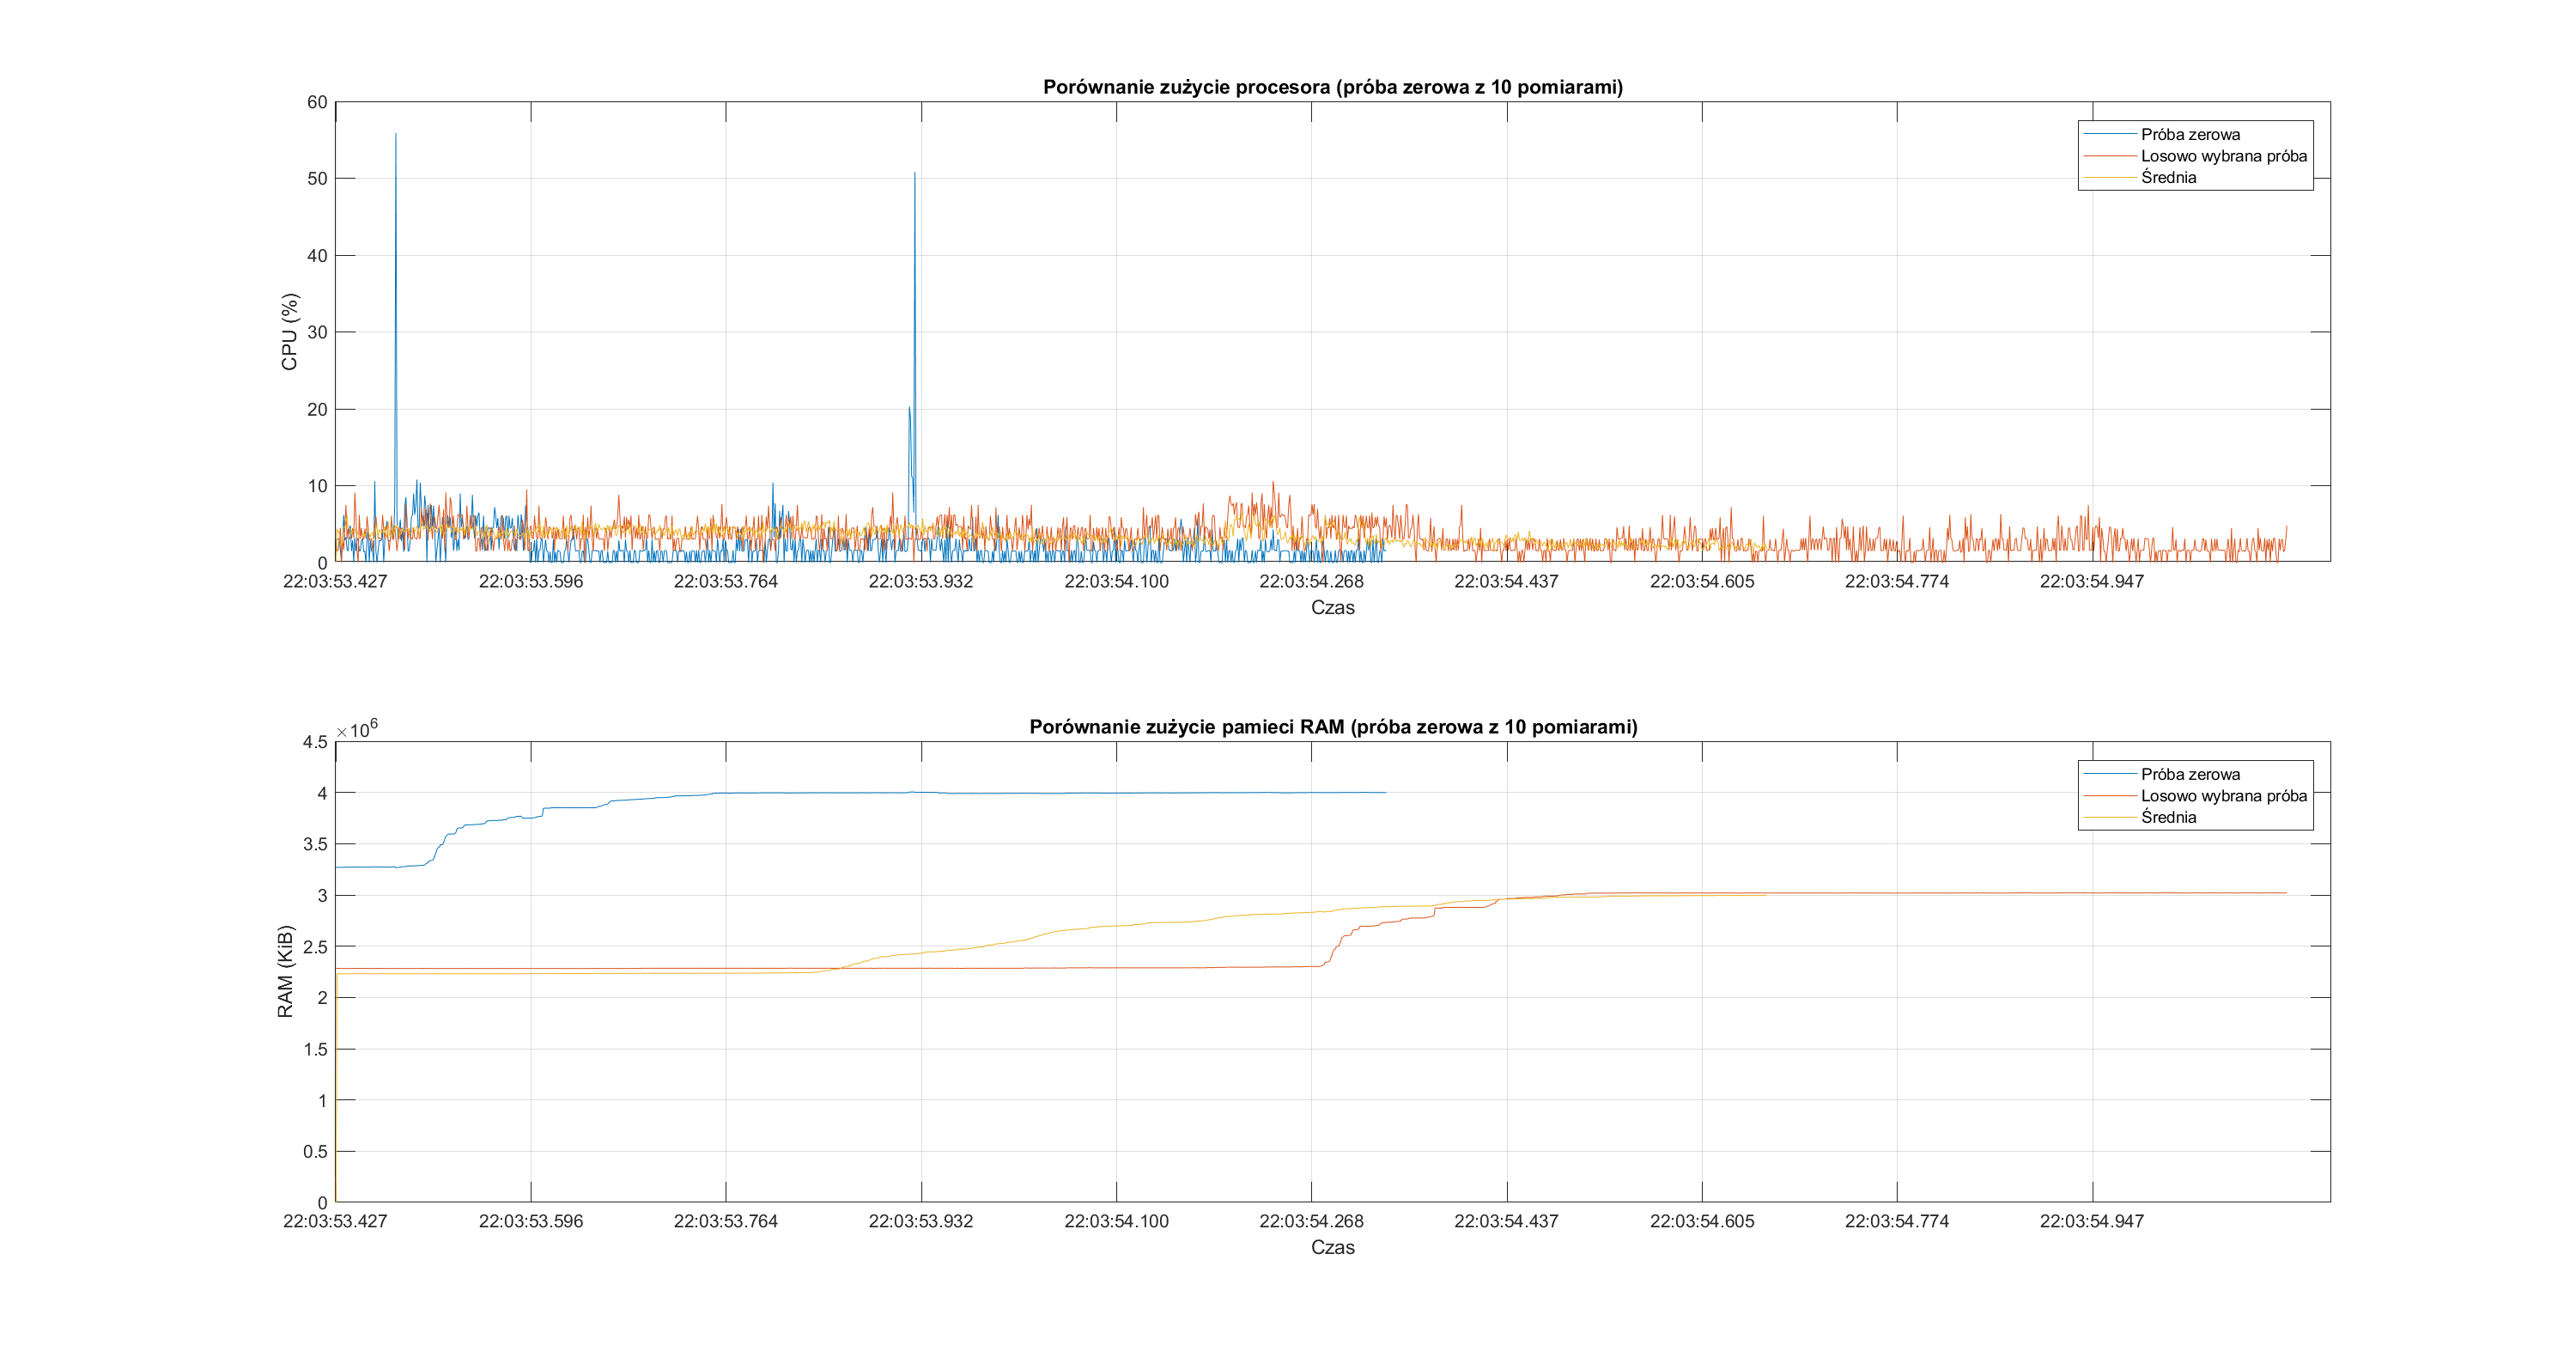 Porównanie zużycie procesora (próba zerowa z 10 pomiarami)
60
50
40
30
20
10
0
CPU (%)
Próba zerowa
Losowo wybrana próba
Średnia
22:03:53.427 22:03:53.596 22:03:53.764 22:03:53.932 22:03:54.100 22:03:54.268 22:03:54.437 22:03:54.605 22:03:54.774 22:03:54.947
Czas
Porównanie zużycie pamieci RAM (próba zerowa z 10 pomiarami)
×10^6
4.5
4
3.5
3
2.5
2
1.5
1
0.5
0
RAM (KiB)
Próba zerowa
Losowo wybrana próba
Średnia
22:03:53.427 22:03:53.596 22:03:53.764 22:03:53.932 22:03:54.100 22:03:54.268 22:03:54.437 22:03:54.605 22:03:54.774 22:03:54.947
Czas